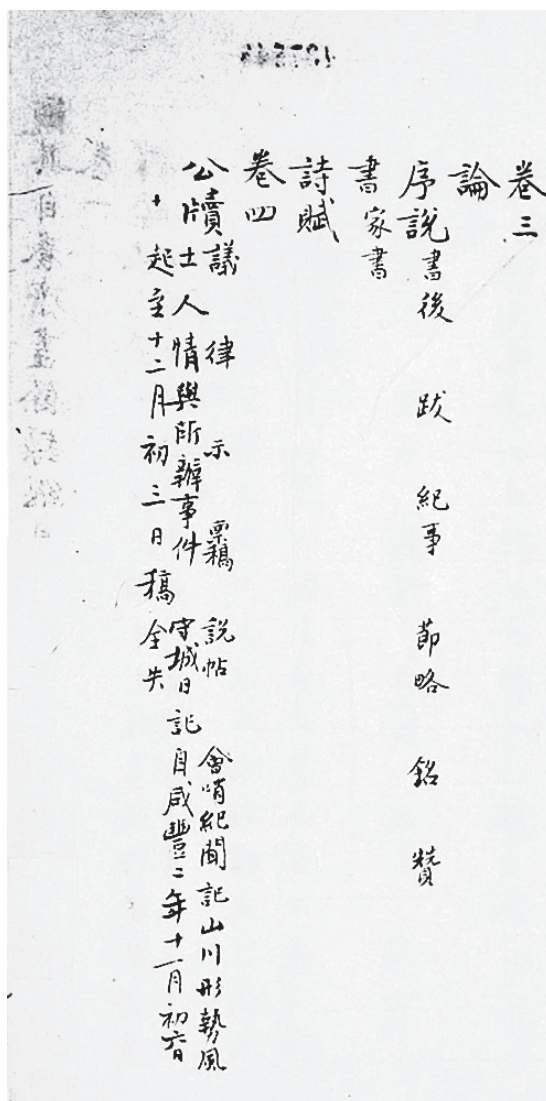 卷三
論
序說書後 跋 紀事 節略 銘 贊
書家書
詩賦
卷四
公牘議 律 示 稟稿 說帖 會哨紀聞記山川形勢風
土人情與所辦事件 守城日記自咸豐二年十一月初六日
起至十二月初三日稿全失